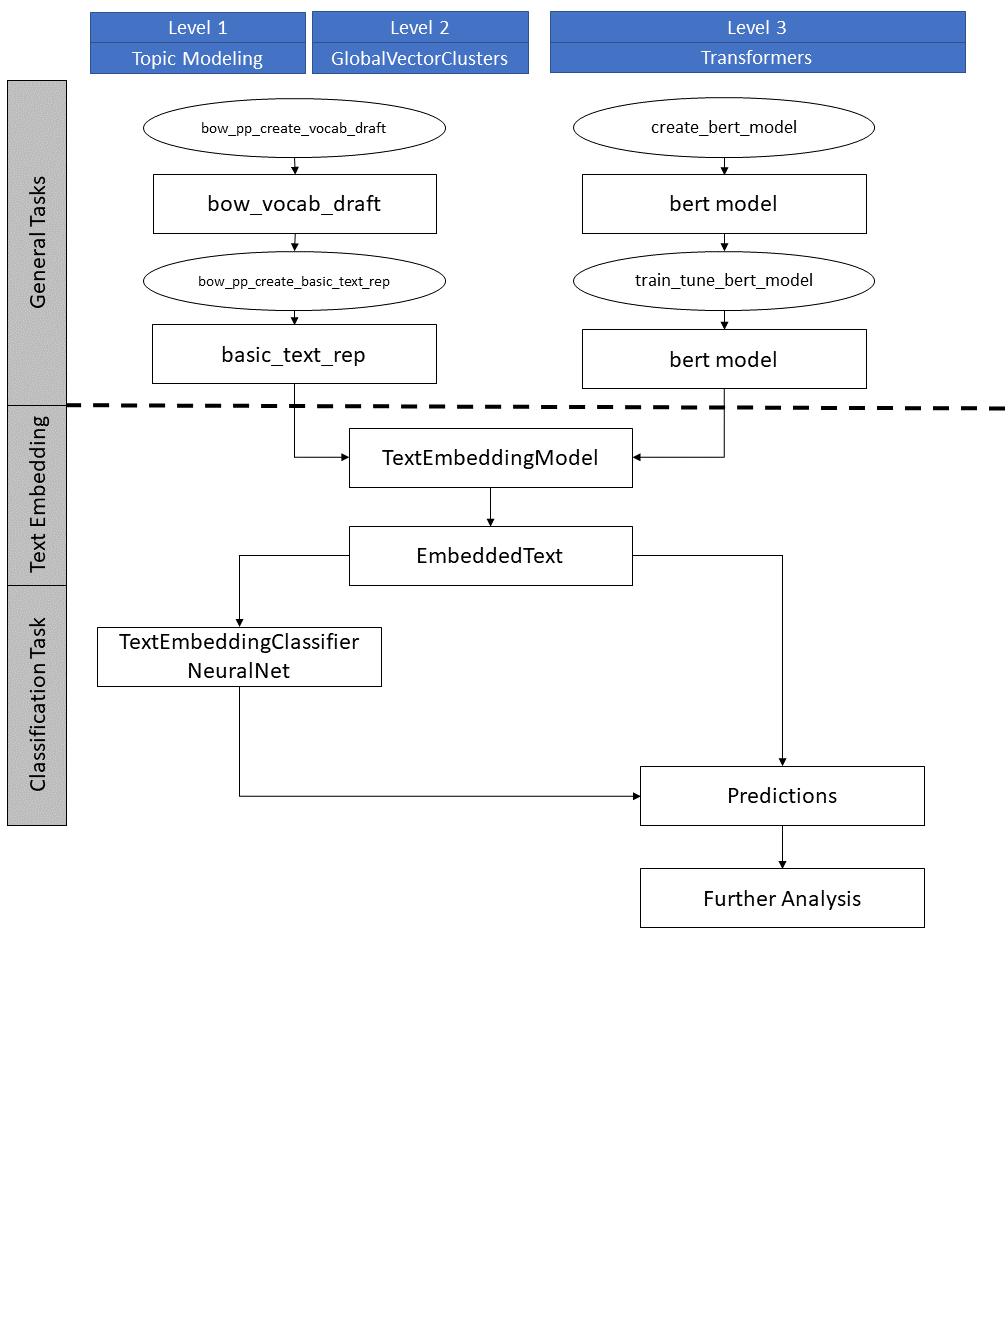 Level 1
Topic Modeling
Level 2
GlobalVectorClusters
Level 3
Transformers
General Tasks
bow_pp_create_vocab_draft
bow_vocab_draft
bow_pp_create_basic_text_rep
basic_text_rep
create_bert_model
bert model
train_tune_bert_model
bert model
Text Embedding
TextEmbeddingModel
EmbeddedText
Classification Task
TextEmbeddingClassifier
NeuralNet
Predictions
Further Analysis